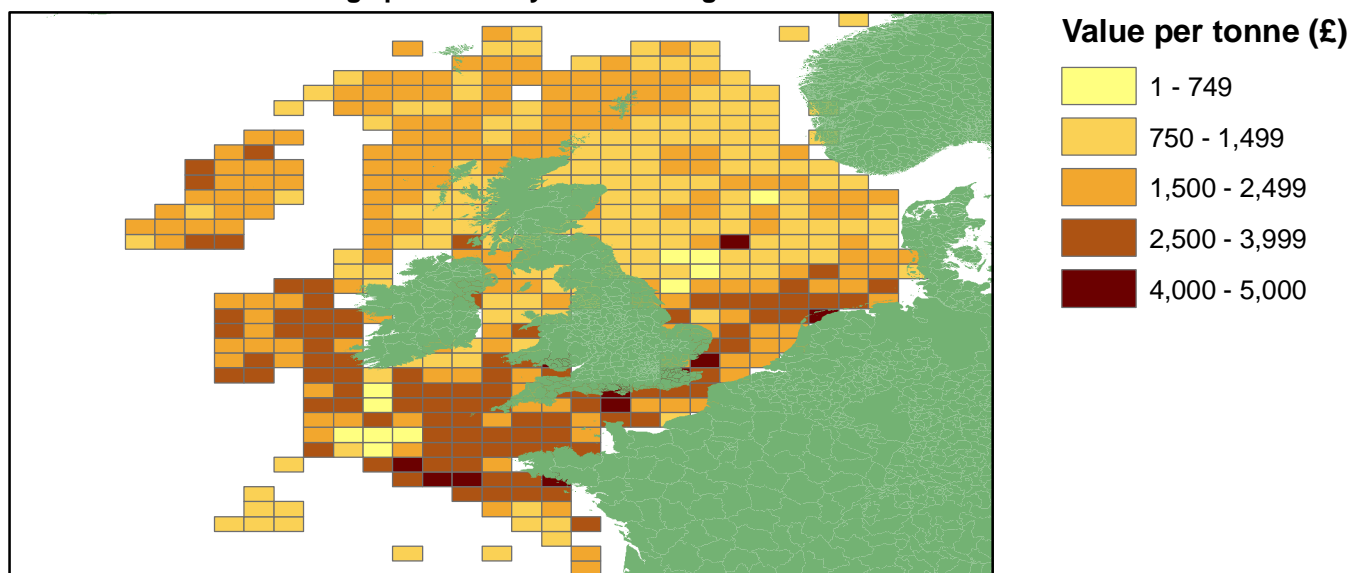 Value per tonne (£)
1 - 749
750 - 1,499
1,500 - 2,499
2,500 - 3,999
4,000 - 5,000